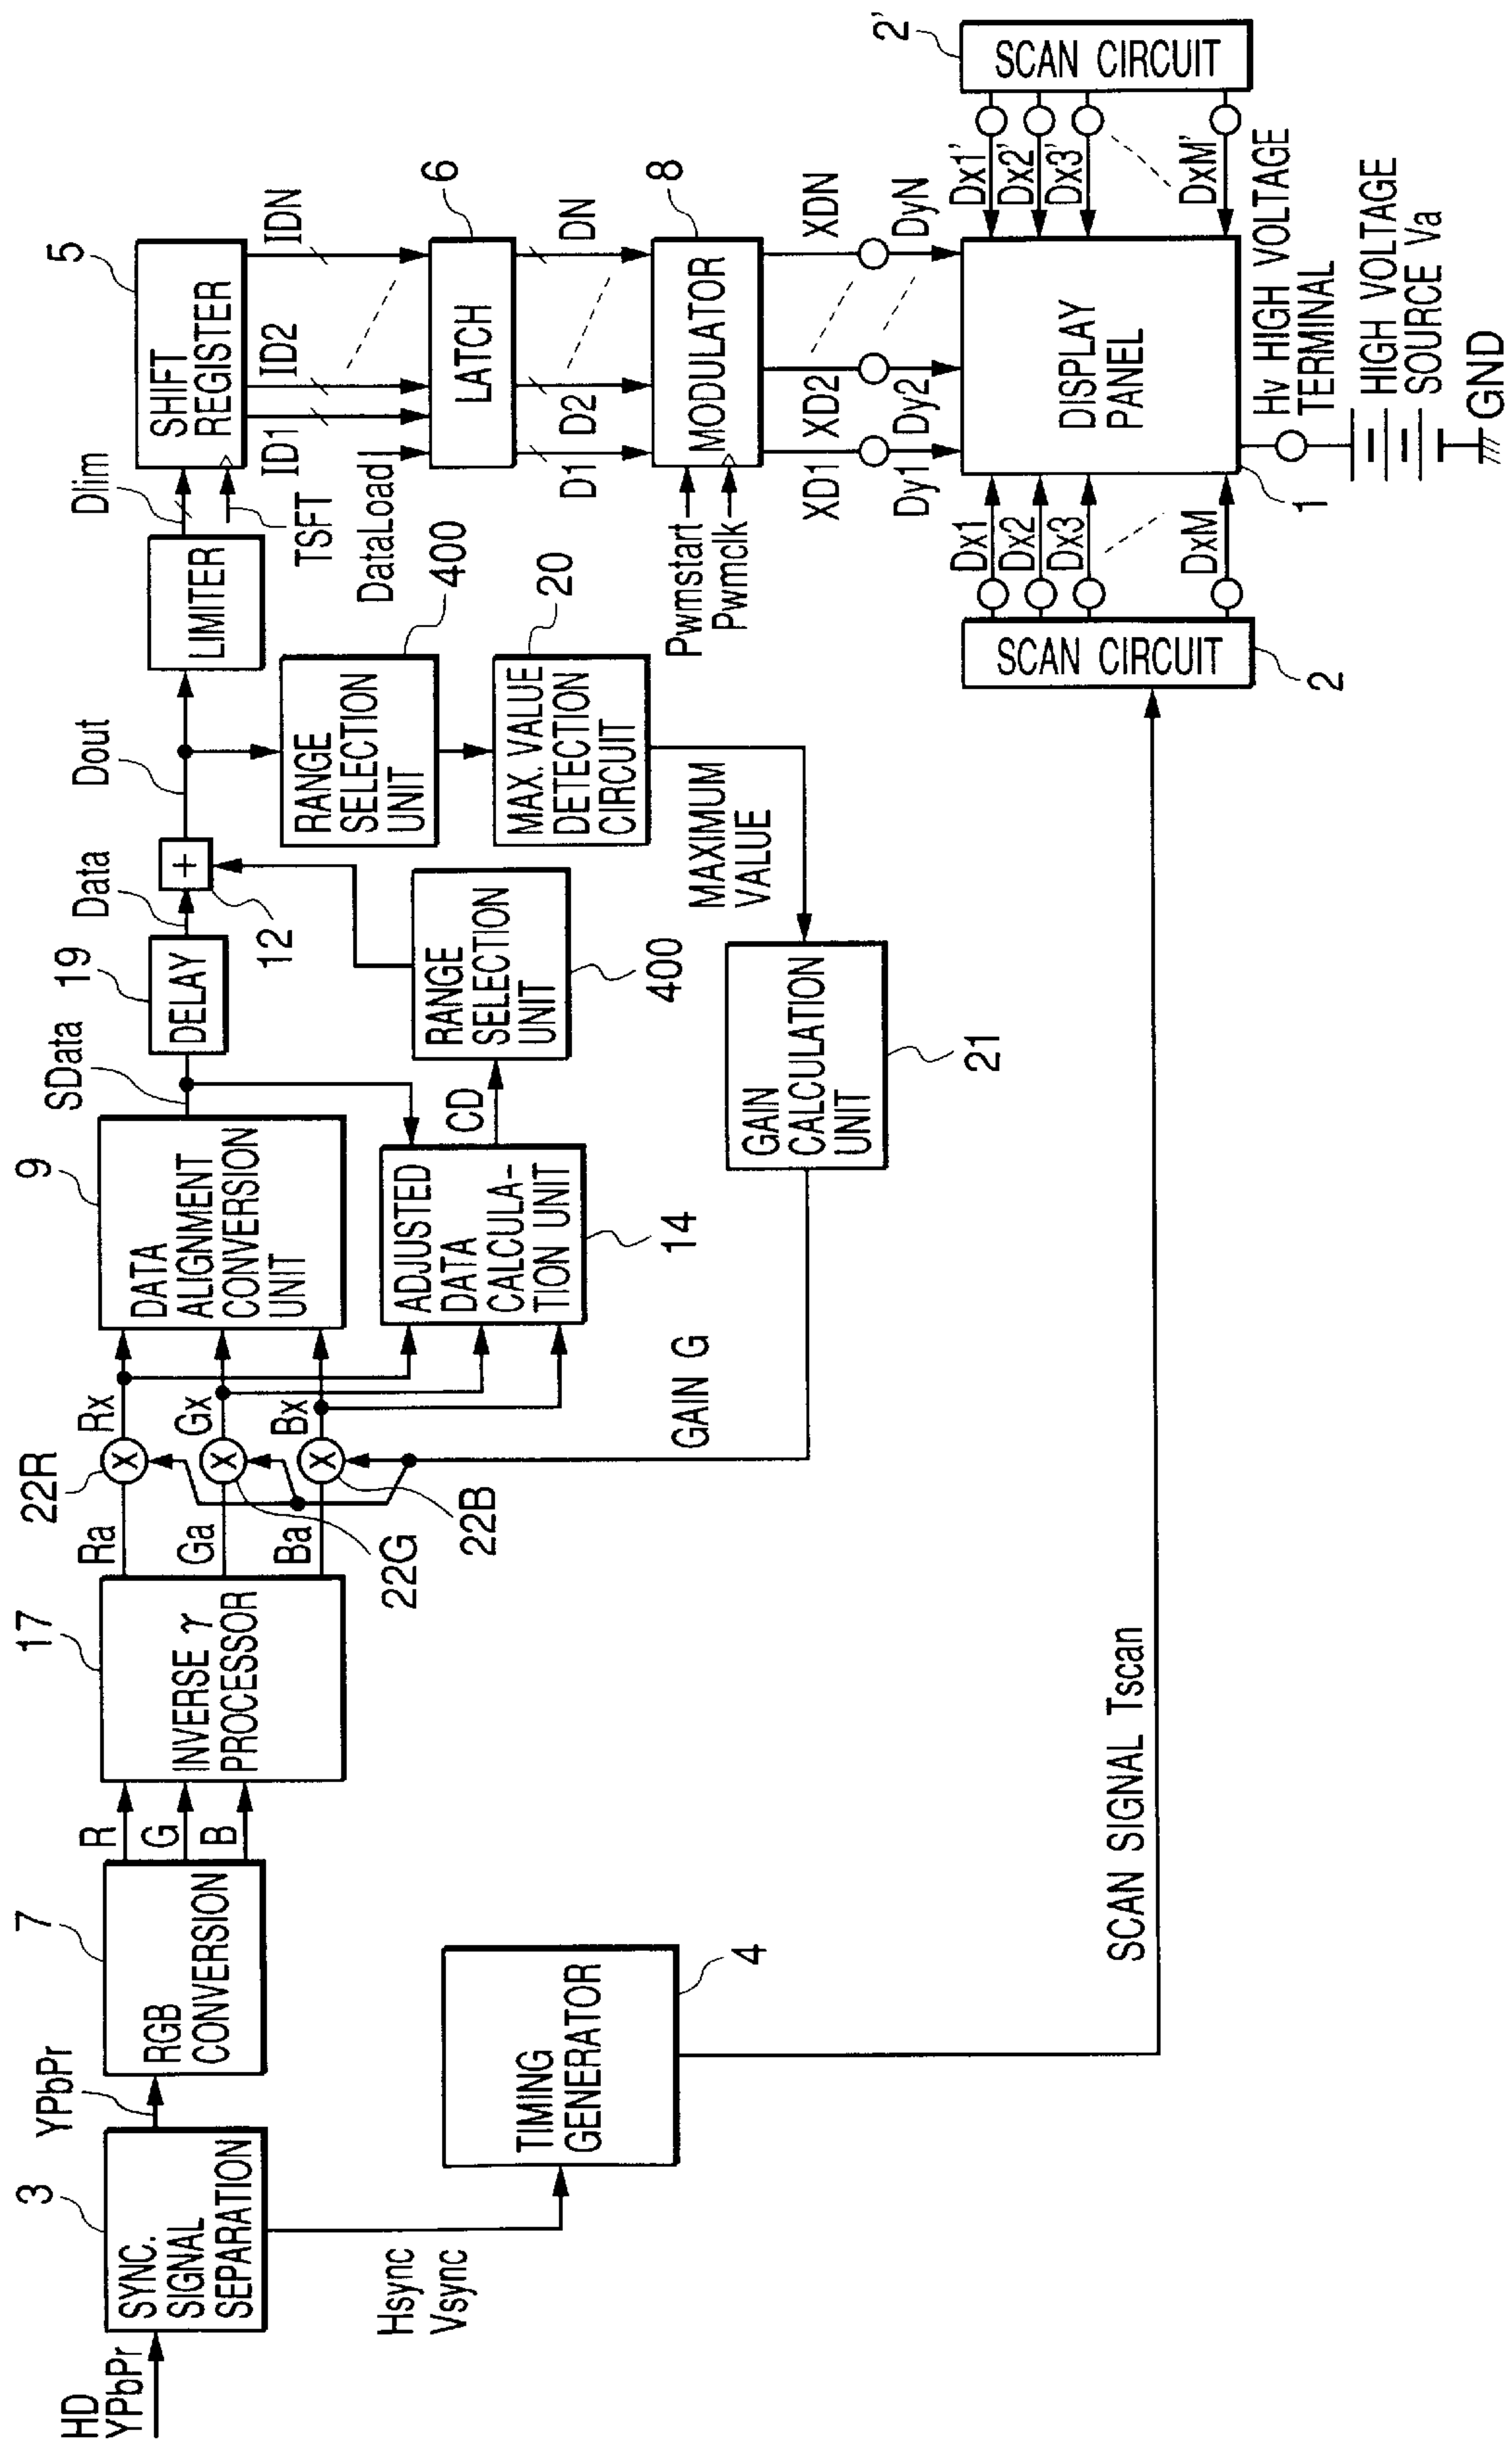 HD
YPbPr
3
SYNC.
SIGNAL
SEPARATION
YPbPr
Hsync
Vsync
7
RGB
CONVERSION
R
G
B
4
TIMING
GENERATOR
17
INVERSE γ
PROCESSOR
Ra
Ga
Ba
22R
22G
22B
X
X
X
Rx
Gx
Bx
GAIN G
9
DATA
ALIGNMENT
CONVERSION
UNIT
ADJUSTED
DATA
CALCULA-
TION UNIT
14
SData
CD
19
DELAY
Data
RANGE
SELECTION
UNIT
400
GAIN
CALCULATION
UNIT
21
+
12
Dout
RANGE
SELECTION
UNIT
400
MAX. VALUE
DETECTION
CIRCUIT
20
MAXIMUM
VALUE
LIMITER
Dlim
TSFT
5
SHIFT
REGISTER
ID1
ID2
IDN
DataLoad
6
LATCH
D1
D2
DN
Pwmstart
Pwmclk
8
MODULATOR
XD1
XD2
XDN
Dy1
Dy2
DyN
SCAN SIGNAL Tscan
SCAN CIRCUIT
2
Dx1
Dx2
Dx3
DxM
DISPLAY
PANEL
1
Dx1'
Dx2'
Dx3'
DxM'
2'
SCAN CIRCUIT
Hv HIGH VOLTAGE
TERMINAL
HIGH VOLTAGE
SOURCE Va
GND